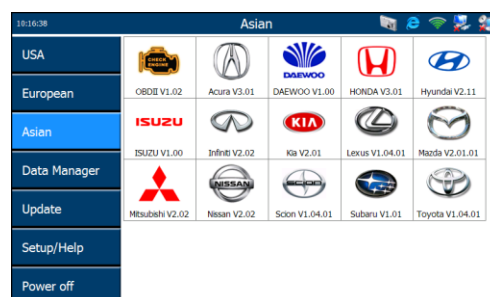 10:16:38
Asian
USA
European
Asian
Data Manager
Update
Setup/Help
Power off
CHECK ENGINE
DAEWOO
OBDII V1.02
Acura V3.01
DAEWOO V1.00
HONDA V3.01
Hyundai V2.11
ISUZU
KIA
ISUZU V1.00
Infiniti V2.02
Kia V2.01
Lexus V1.04.01
Mazda V2.01.01
NISSAN
SCION
Mitsubishi V2.02
Nissan V2.02
Scion V1.04.01
Subaru V1.01
Toyota V1.04.01